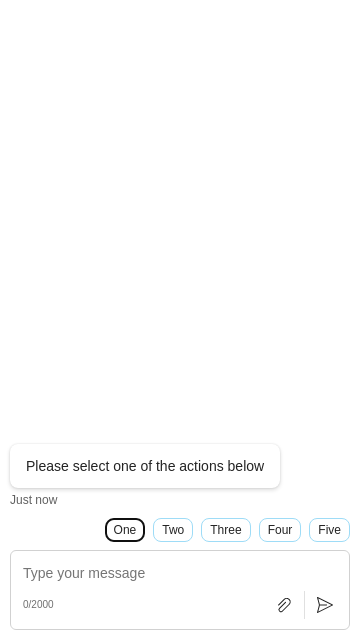 Please select one of the actions below
Just now
One Two Three Four Five
Type your message
0/2000